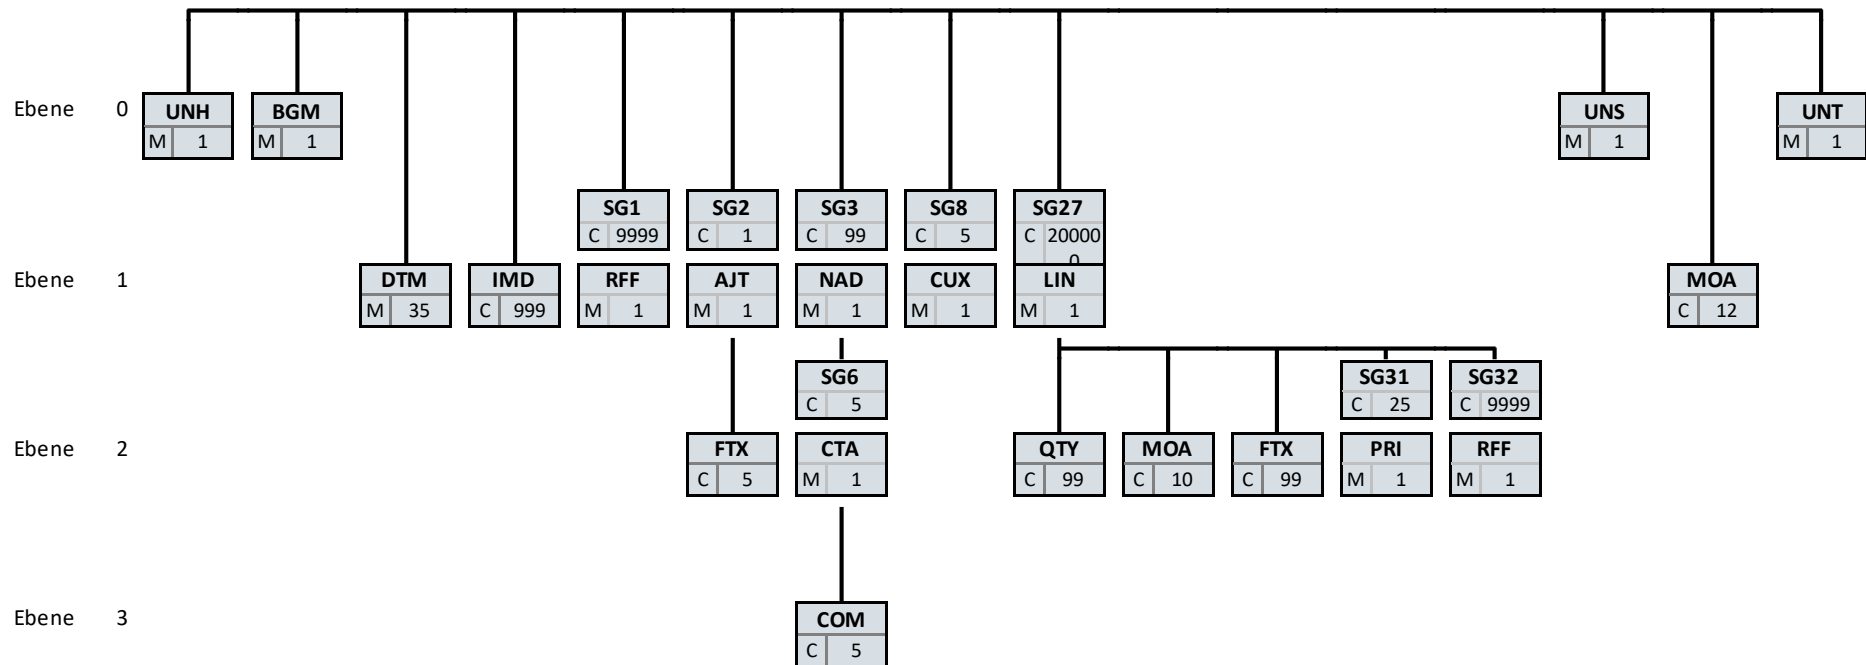 Ebene 0 UNH BGM UNS UNT
M 1 M 1 M 1 M 1
SG1 SG2 SG3 SG8 SG27
C 9999 C 1 C 99 C 5 C 20000
0
Ebene 1 DTM IMD RFF AJT NAD CUX LIN MOA
M 35 C 999 M 1 M 1 M 1 M 1 M 1 C 12
SG6 SG31 SG32
C 5 C 25 C 9999
Ebene 2 FTX CTA QTY MOA FTX PRI RFF
C 5 M 1 C 99 C 10 C 99 M 1 M 1
Ebene 3 COM
C 5